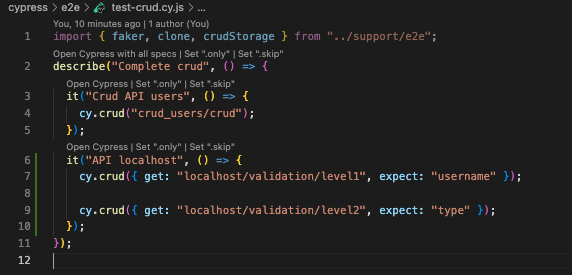 cypress > e2e > test-crud.cy.js > ...
You, 10 minutes ago | 1 author (You)
1 import { faker, clone, crudStorage } from "../support/e2e";
Open Cypress with all specs | Set ".only" | Set ".skip"
2 describe("Complete crud", () => {
Open Cypress | Set ".only" | Set ".skip"
3 it("Crud API users", () => {
4 cy.crud("crud_users/crud");
5 });
Open Cypress | Set ".only" | Set ".skip"
6 it("API localhost", () => {
7 cy.crud({ get: "localhost/validation/level1", expect: "username" });
8
9 cy.crud({ get: "localhost/validation/level2", expect: "type" });
10 });
11 });
12